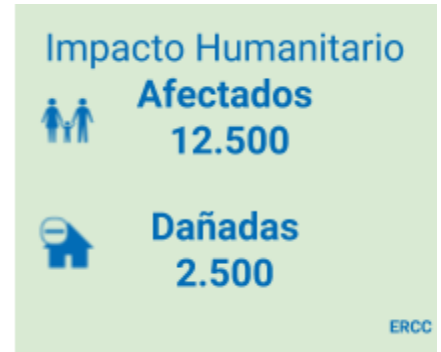 Impacto Humanitario
Afectados
12.500
Dañadas
2.500
ERCC